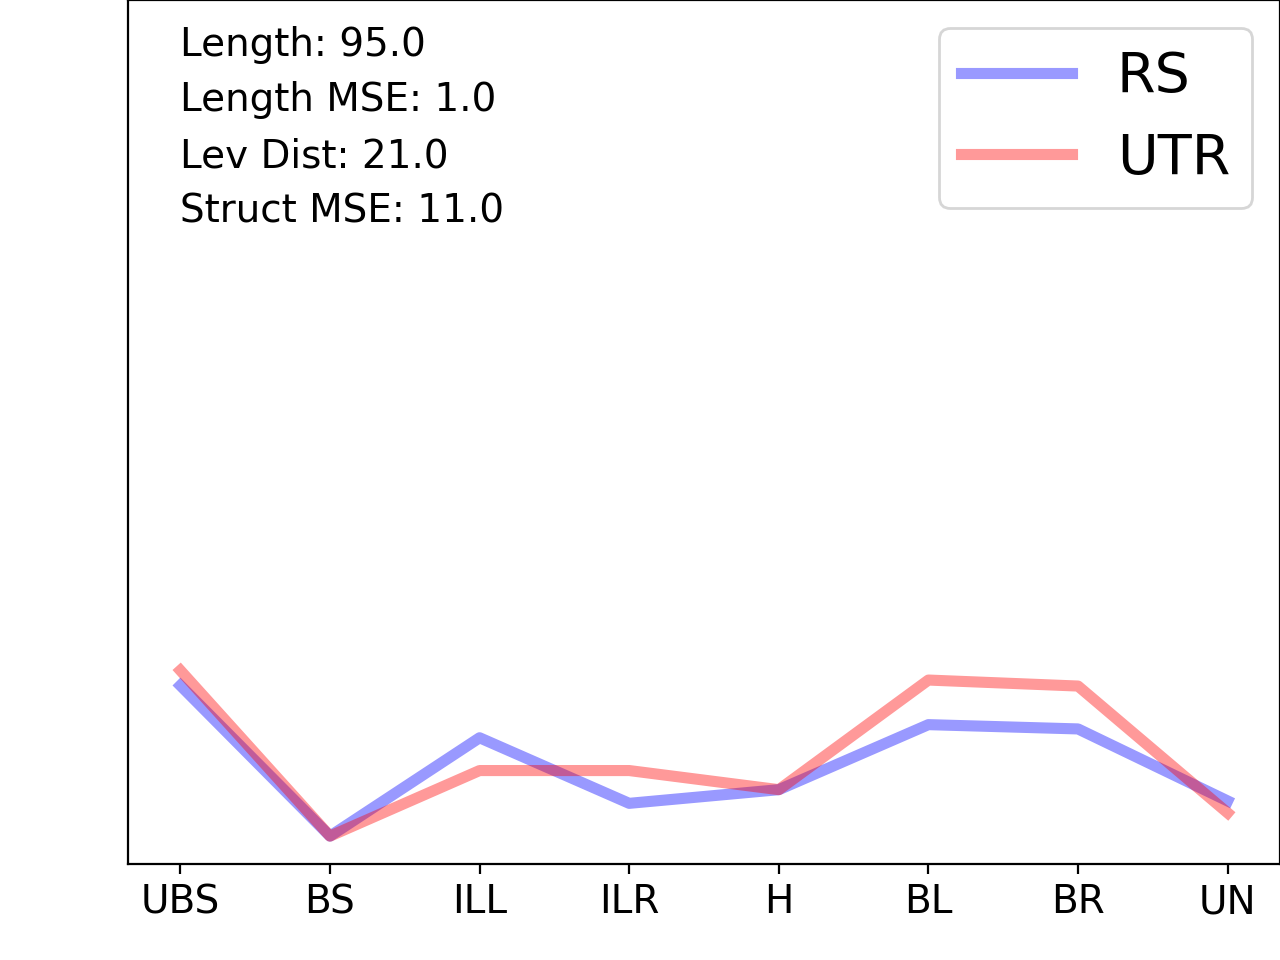 Length: 95.0
Length MSE: 1.0
Lev Dist: 21.0
Struct MSE: 11.0
RS
UTR
UBS BS ILL ILR H BL BR UN